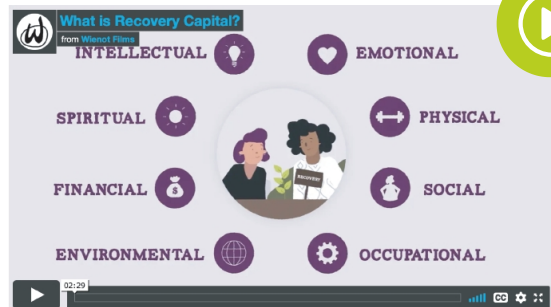 What is Recovery Capital?
from Wienot Films
INTELLECTUAL
EMOTIONAL
SPIRITUAL
PHYSICAL
RECOVERY
FINANCIAL
SOCIAL
ENVIRONMENTAL
OCCUPATIONAL
02:29
CC